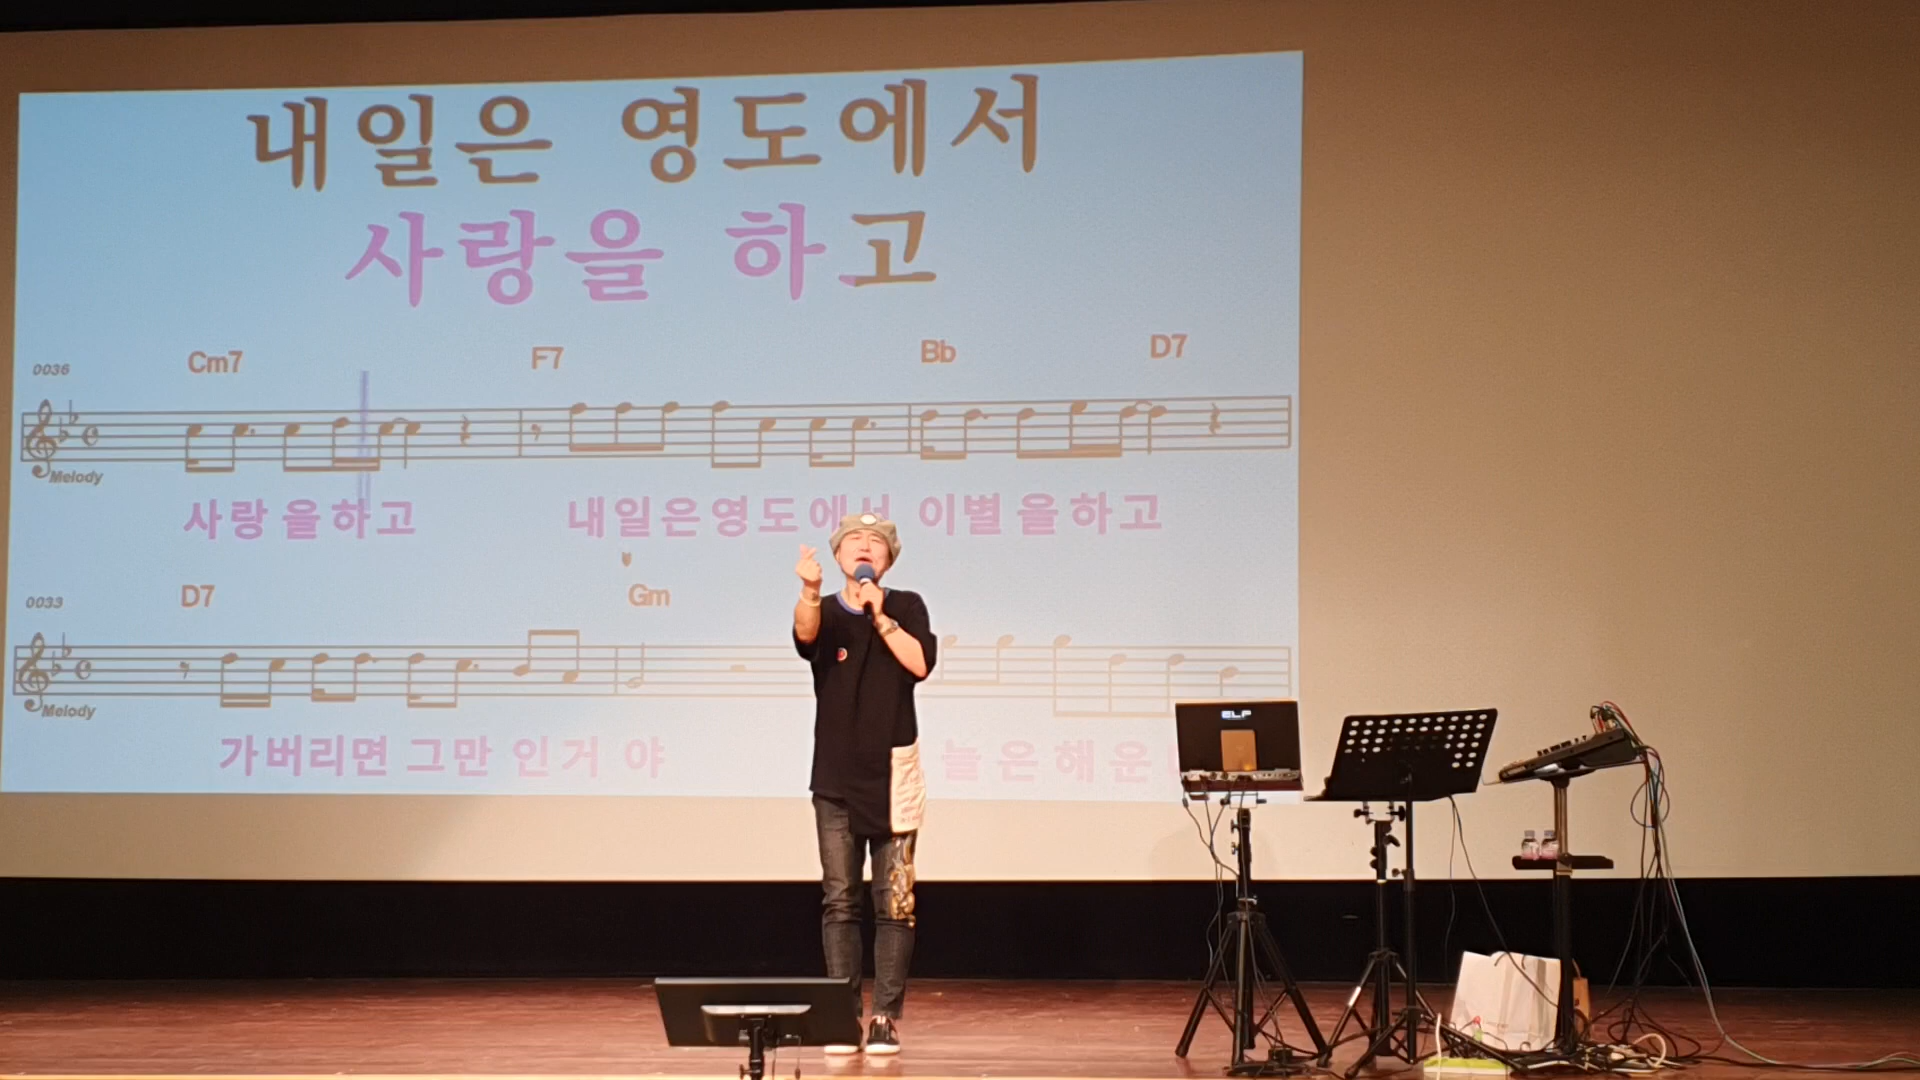 내일은 영도에서
사랑을 하고
0036 Cm7 F7 Bb D7
Melody
사랑 을하고 내일은영도에서 이별 을하고
0033 D7 Gm
Melody
가버리면 그만 인거 야 늘은해운
ELF